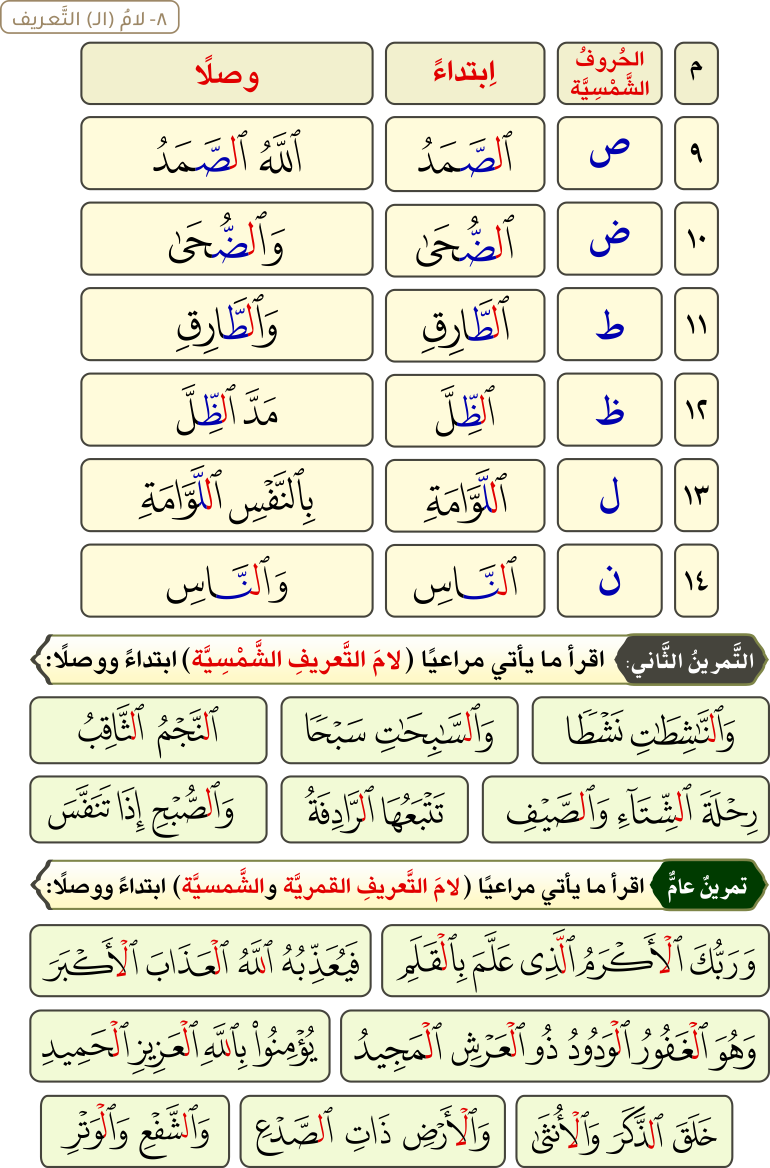 ٨- لامُ (الـ) التَّعريف
م الحُروفُ الشَّمْسِيَّة اِبتداءً وصلًا
٩ ص ٱلصَّمَدُ ٱللَّهُ ٱلصَّمَدُ
١٠ ض ٱلضُّحَىٰ وَٱلضُّحَىٰ
١١ ط ٱلطَّارِقِ وَٱلطَّارِقِ
١٢ ظ ٱلظِّلَّ مَدَّ ٱلظِّلَّ
١٣ ل ٱللَّوَّامَةِ بِٱلنَّفْسِ ٱللَّوَّامَةِ
١٤ ن ٱلنَّاسِ وَٱلنَّاسِ
التَّمرينُ الثَّاني: اقرأ ما يأتي مراعيًا (لامَ التَّعريفِ الشَّمْسِيَّة) ابتداءً ووصلًا:
وَٱلنَّٰشِطَٰتِ نَشْطًا وَٱلسَّٰبِحَٰتِ سَبْحًا ٱلنَّجْمُ ٱلثَّاقِبُ
رِحْلَةَ ٱلشِّتَآءِ وَٱلصَّيْفِ تَتْبَعُهَا ٱلرَّادِفَةُ وَٱلصُّبْحِ إِذَا تَنَفَّسَ
تمرينٌ عامٌّ اقرأ ما يأتي مراعيًا (لامَ التَّعريفِ القمريَّة والشَّمسيَّة) ابتداءً ووصلًا:
وَرَبُّكَ ٱلْأَكْرَمُ ٱلَّذِى عَلَّمَ بِٱلْقَلَمِ فَيُعَذِّبُهُ ٱللَّهُ ٱلْعَذَابَ ٱلْأَكْبَرَ
وَهُوَ ٱلْغَفُورُ ٱلْوَدُودُ ذُو ٱلْعَرْشِ ٱلْمَجِيدُ يُؤْمِنُوا۟ بِٱللَّهِ ٱلْعَزِيزِ ٱلْحَمِيدِ
خَلَقَ ٱلذَّكَرَ وَٱلْأُنثَىٰ وَٱلْأَرْضِ ذَاتِ ٱلصَّدْعِ وَٱلشَّفْعِ وَٱلْوَتْرِ